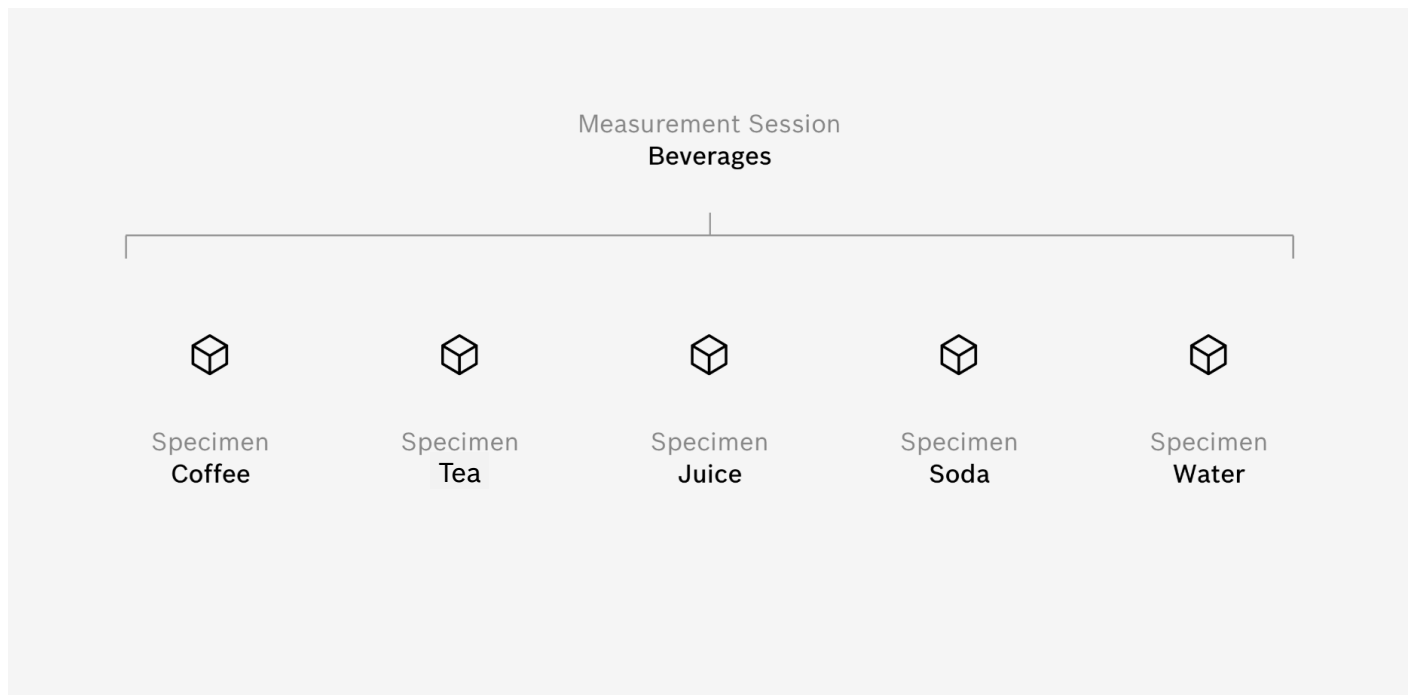 Measurement Session
Beverages
Specimen
Coffee
Specimen
Tea
Specimen
Juice
Specimen
Soda
Specimen
Water